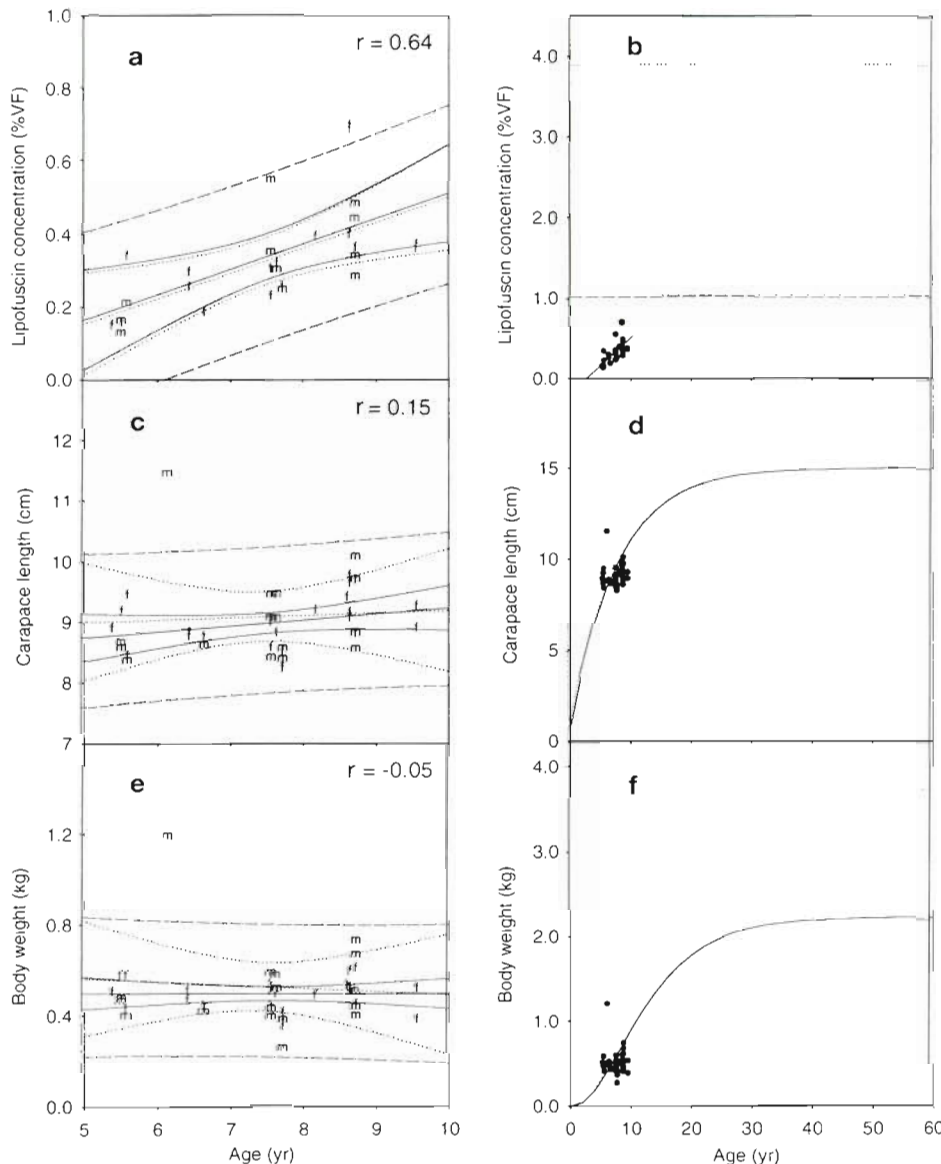 a
r = 0.64
1.0
0.8
0.6
0.4
0.2
0.0
Lipofuscin concentration (%VF)
b
4.0
3.0
2.0
1.0
0.0
Lipofuscin concentration (%VF)
c
r = 0.15
12
11
10
9
8
7
Carapace length (cm)
d
15
10
5
0
Carapace length (cm)
e
r = -0.05
1.2
0.8
0.4
0.0
Body weight (kg)
5 6 7 8 9 10
Age (yr)
f
4.0
3.0
2.0
1.0
0.0
Body weight (kg)
0 10 20 30 40 50 60
Age (yr)